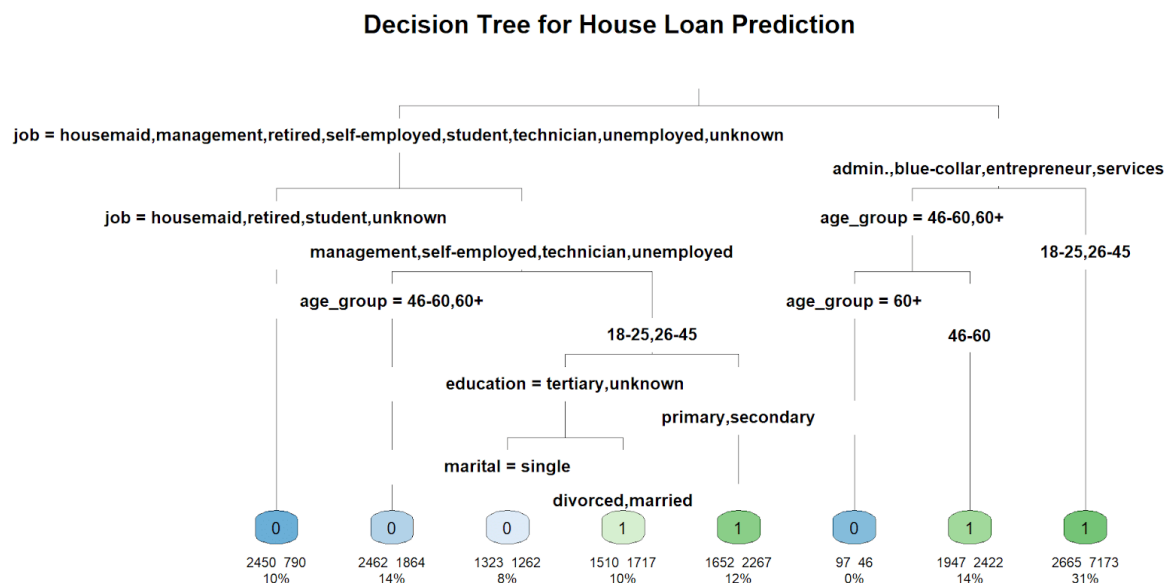 Decision Tree for House Loan Prediction
job = housemaid,management,retired,self-employed,student,technician,unemployed,unknown
admin.,blue-collar,entrepreneur,services
job = housemaid,retired,student,unknown
age_group = 46-60,60+
management,self-employed,technician,unemployed
18-25,26-45
age_group = 46-60,60+
age_group = 60+
18-25,26-45
46-60
education = tertiary,unknown
primary,secondary
marital = single
divorced,married
0 0 0 1 1 0 1 1
2450 790 2462 1864 1323 1262 1510 1717 1652 2267 97 46 1947 2422 2665 7173
10% 14% 8% 10% 12% 0% 14% 31%